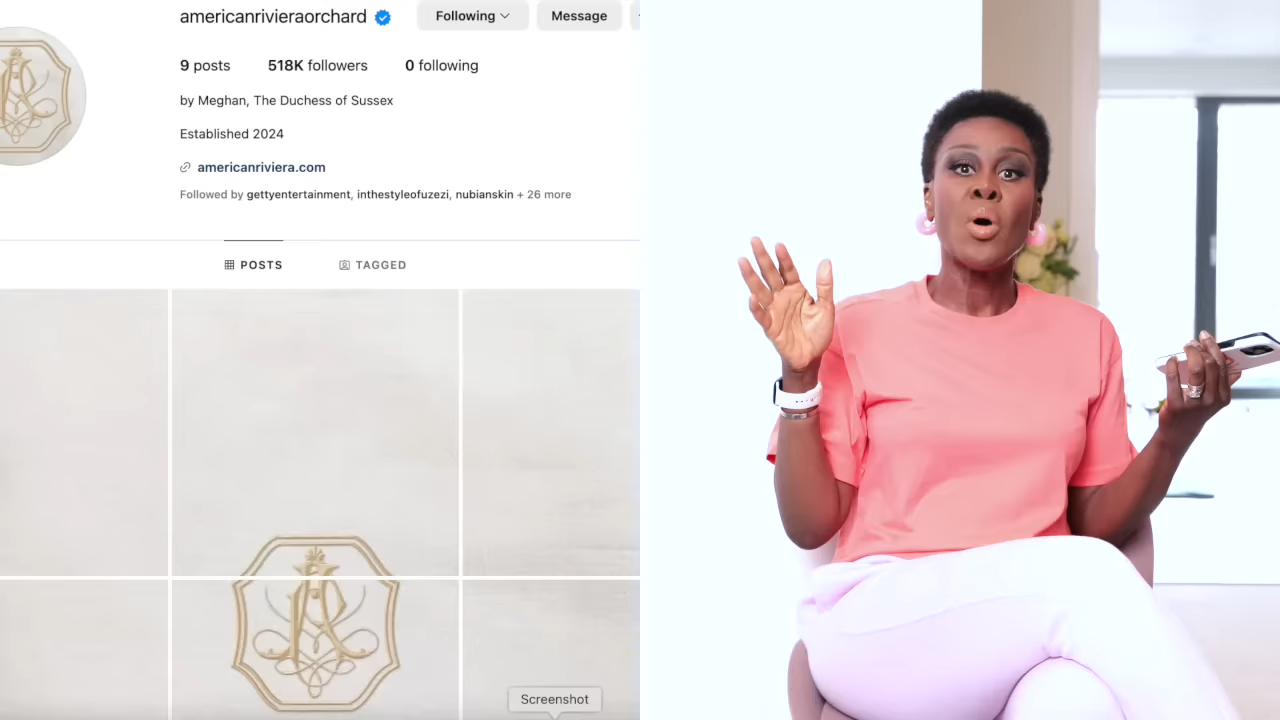 americanrivieraorchard
Following
Message
9 posts 518K followers 0 following
by Meghan, The Duchess of Sussex
Established 2024
americanriviera.com
Followed by gettyentertainment, inthestyleofuzezi, nubianskin + 26 more
POSTS
TAGGED
Screenshot